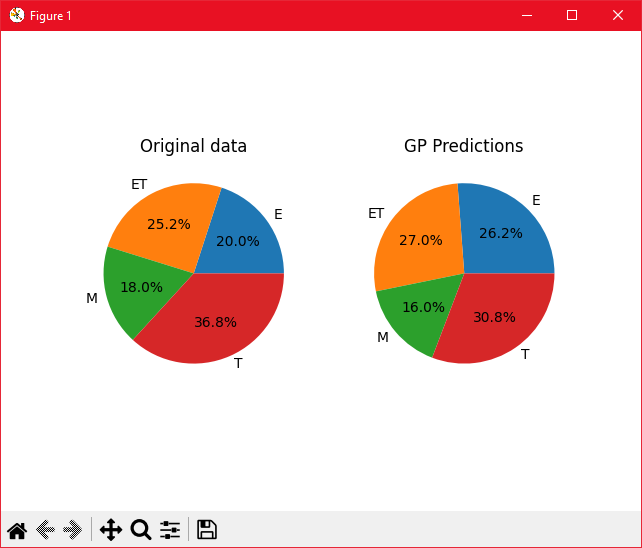 Figure 1
Original data
GP Predictions
ET
E
25.2%
20.0%
M
18.0%
36.8%
T
E
ET
26.2%
27.0%
16.0%
30.8%
M
T